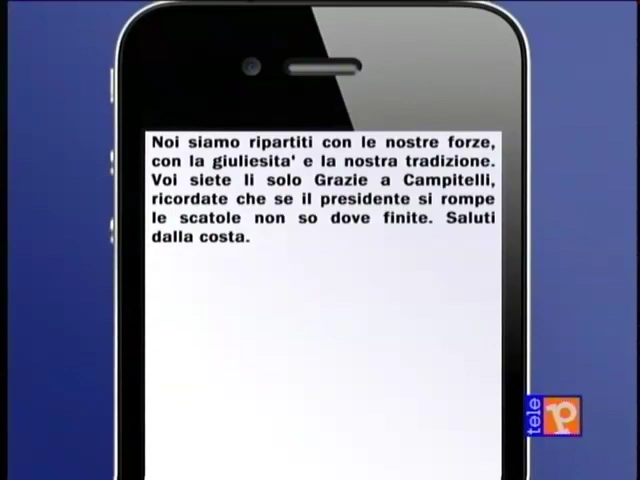 Noi siamo ripartiti con le nostre forze,
con la giuliesita' e la nostra tradizione.
Voi siete li solo Grazie a Campitelli,
ricordate che se il presidente si rompe
le scatole non so dove finite. Saluti
dalla costa.
tele p